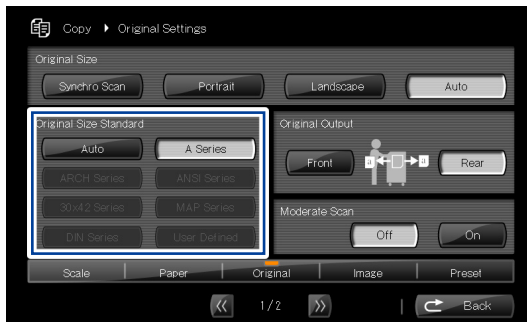 Copy Original Settings
Original Size
Synchro Scan Portrait Landscape Auto
Original Size Standard
Auto A Series
ARCH Series ANSI Series
30x42 Series MAP Series
DIN Series User Defined
Original Output
Front a a Rear
Moderate Scan
Off On
Scale Paper Original Image Preset
1/2 Back